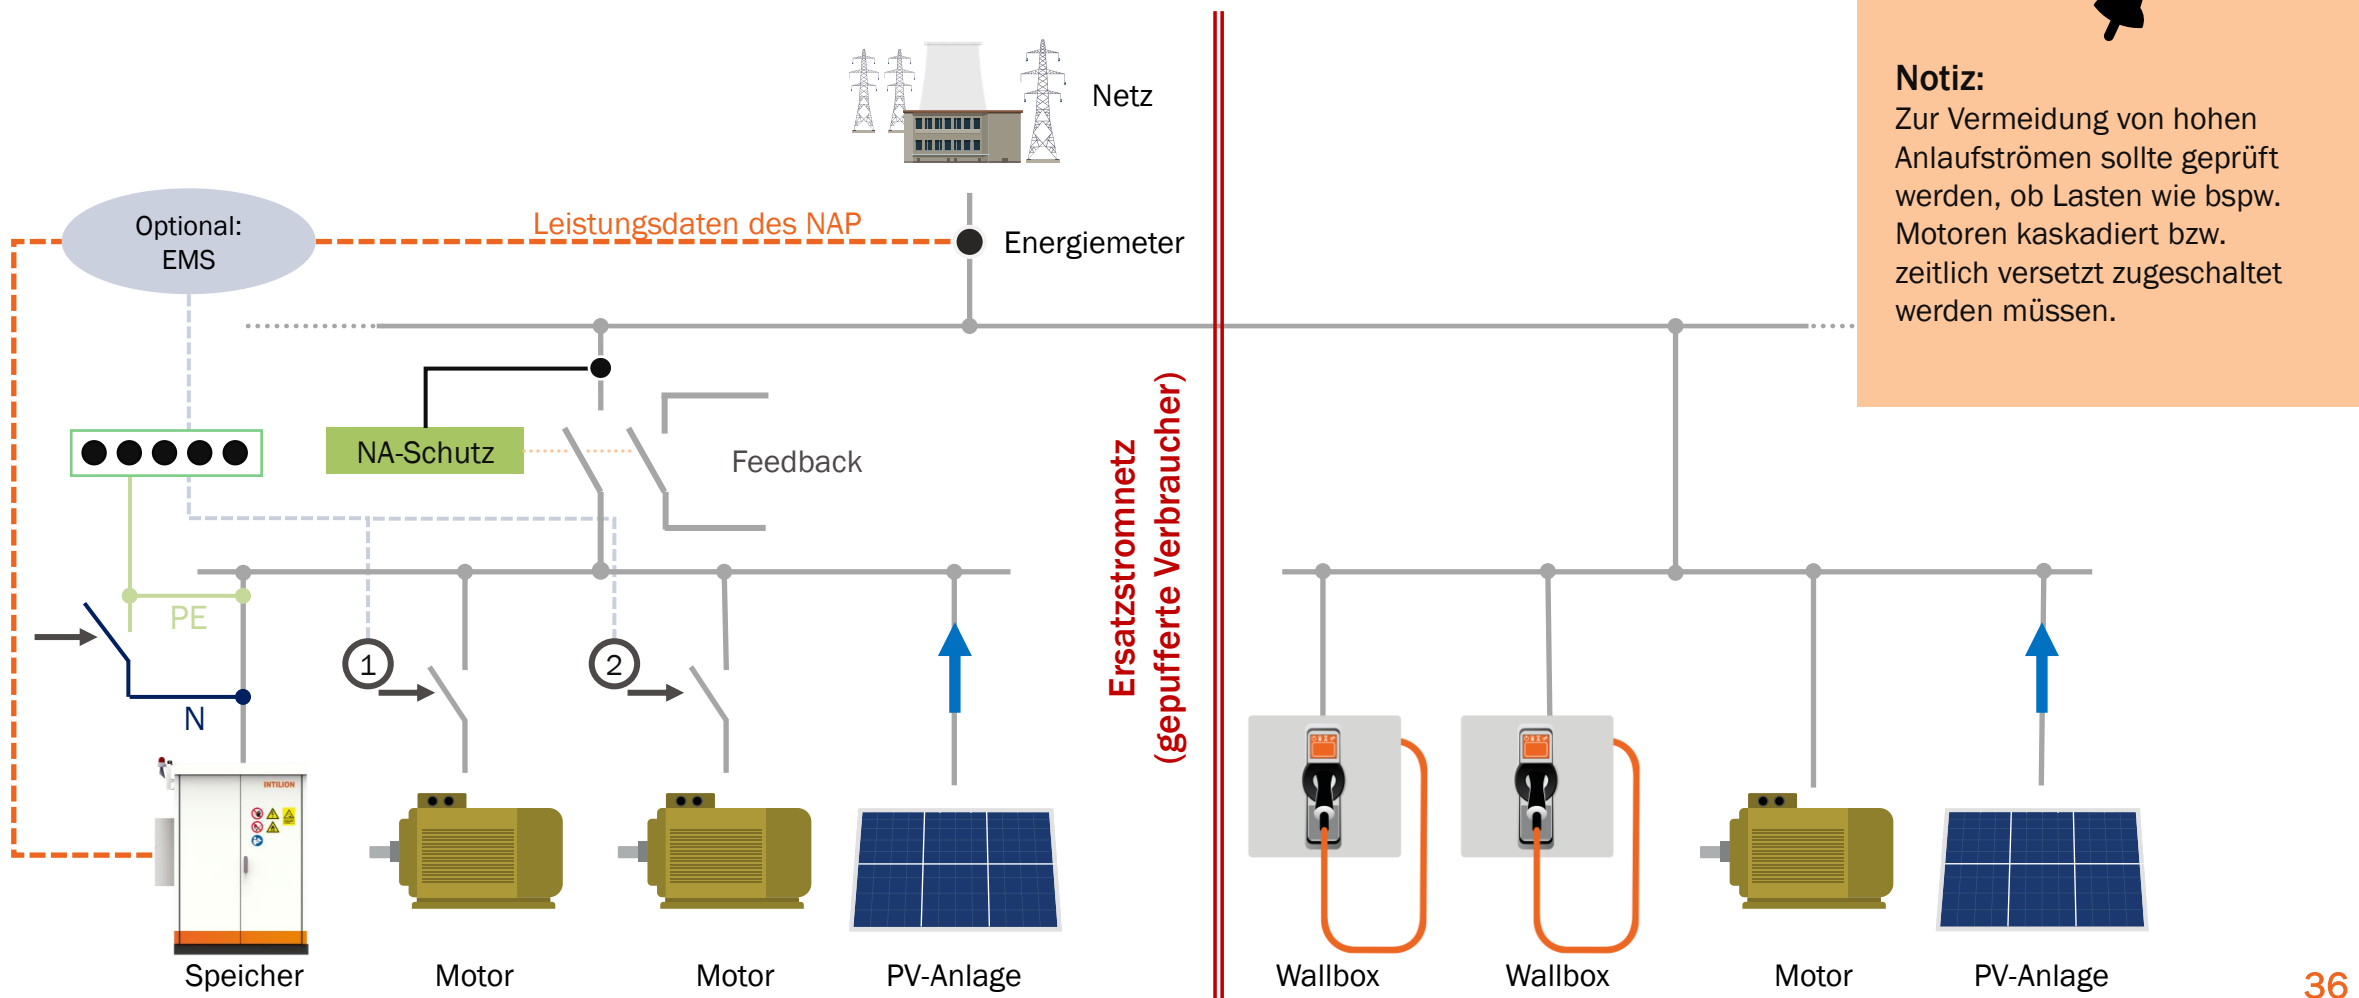 Netz
Notiz:
Zur Vermeidung von hohen
Anlaufströmen sollte geprüft
werden, ob Lasten wie bspw.
Motoren kaskadiert bzw.
zeitlich versetzt zugeschaltet
werden müssen.
Optional:
EMS
Leistungsdaten des NAP
Energiemeter
NA-Schutz
Feedback
Ersatzstromnetz
(gepufferte Verbraucher)
PE
N
1
2
INTILION
Speicher
Motor
Motor
PV-Anlage
Wallbox
Wallbox
Motor
PV-Anlage
36